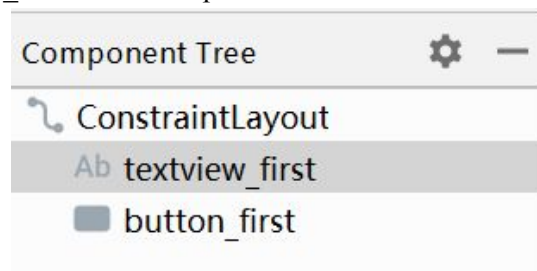 Component Tree
ConstraintLayout
Ab textview_first
button_first